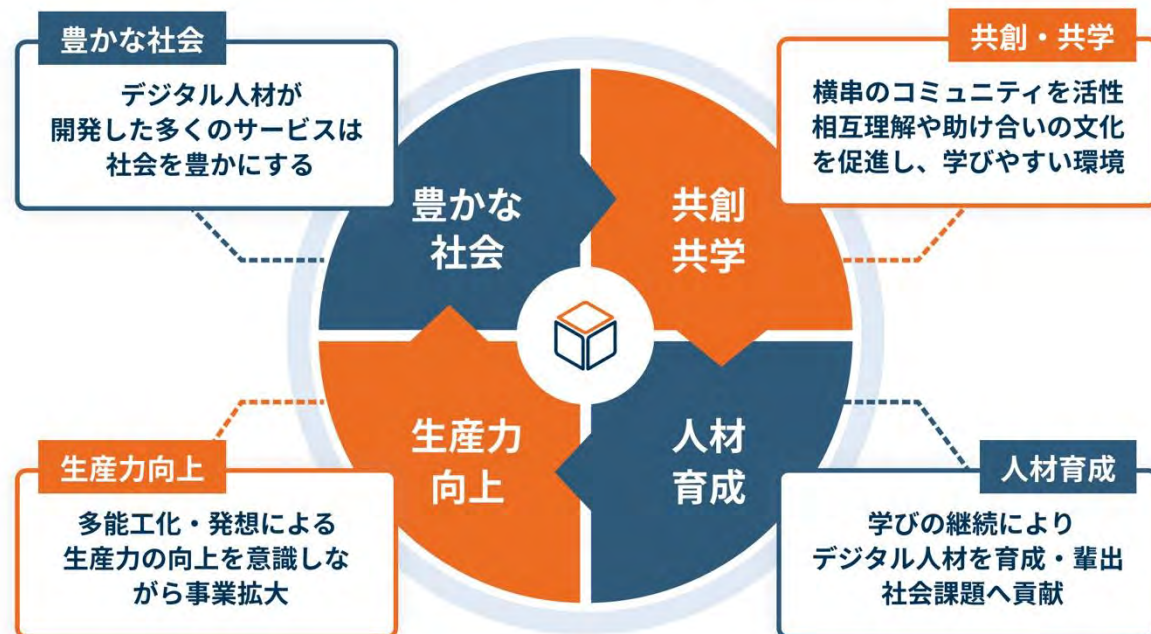 豊かな社会
デジタル人材が
開発した多くのサービスは
社会を豊かにする
共創・共学
横串のコミュニティを活性
相互理解や助け合いの文化
を促進し、学びやすい環境
豊かな
社会
共創
共学
生産力
向上
人材
育成
生産力向上
多能工化・発想による
生産力の向上を意識しな
がら事業拡大
人材育成
学びの継続により
デジタル人材を育成・輩出
社会課題へ貢献